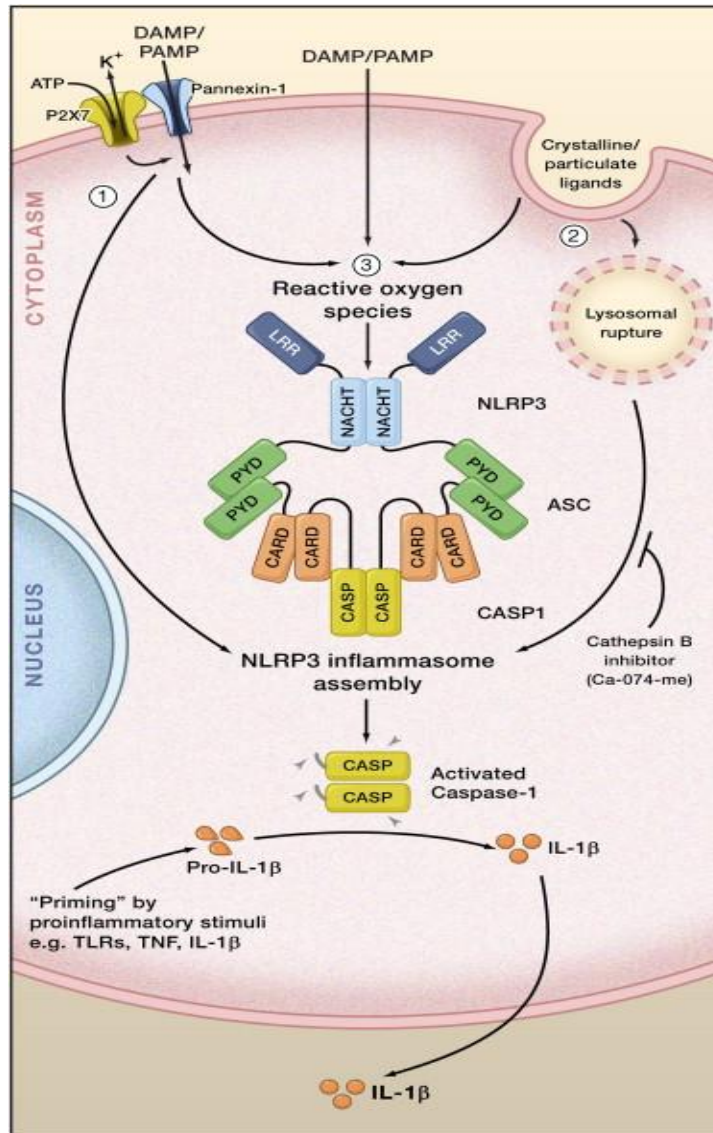 DAMP/
PAMP
K+
ATP
Pannexin-1
P2X7
DAMP/PAMP
Crystalline/
particulate
ligands
1
2
CYTOPLASM
3
Reactive oxygen
species
Lysosomal
rupture
LRR
LRR
NACHT
NACHT
NLRP3
PYD
PYD
PYD
PYD
ASC
CARD
CARD
CARD
CARD
CASP
CASP
CASP1
NUCLEUS
NLRP3 inflammasome
assembly
Cathepsin B
inhibitor
(Ca-074-me)
CASP
CASP
Activated
Caspase-1
Pro-IL-1β
IL-1β
“Priming” by
proinflammatory stimuli
e.g. TLRs, TNF, IL-1β
IL-1β